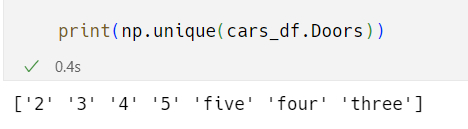 print(np.unique(cars_df.Doors))
0.4s
['2' '3' '4' '5' 'five' 'four' 'three']